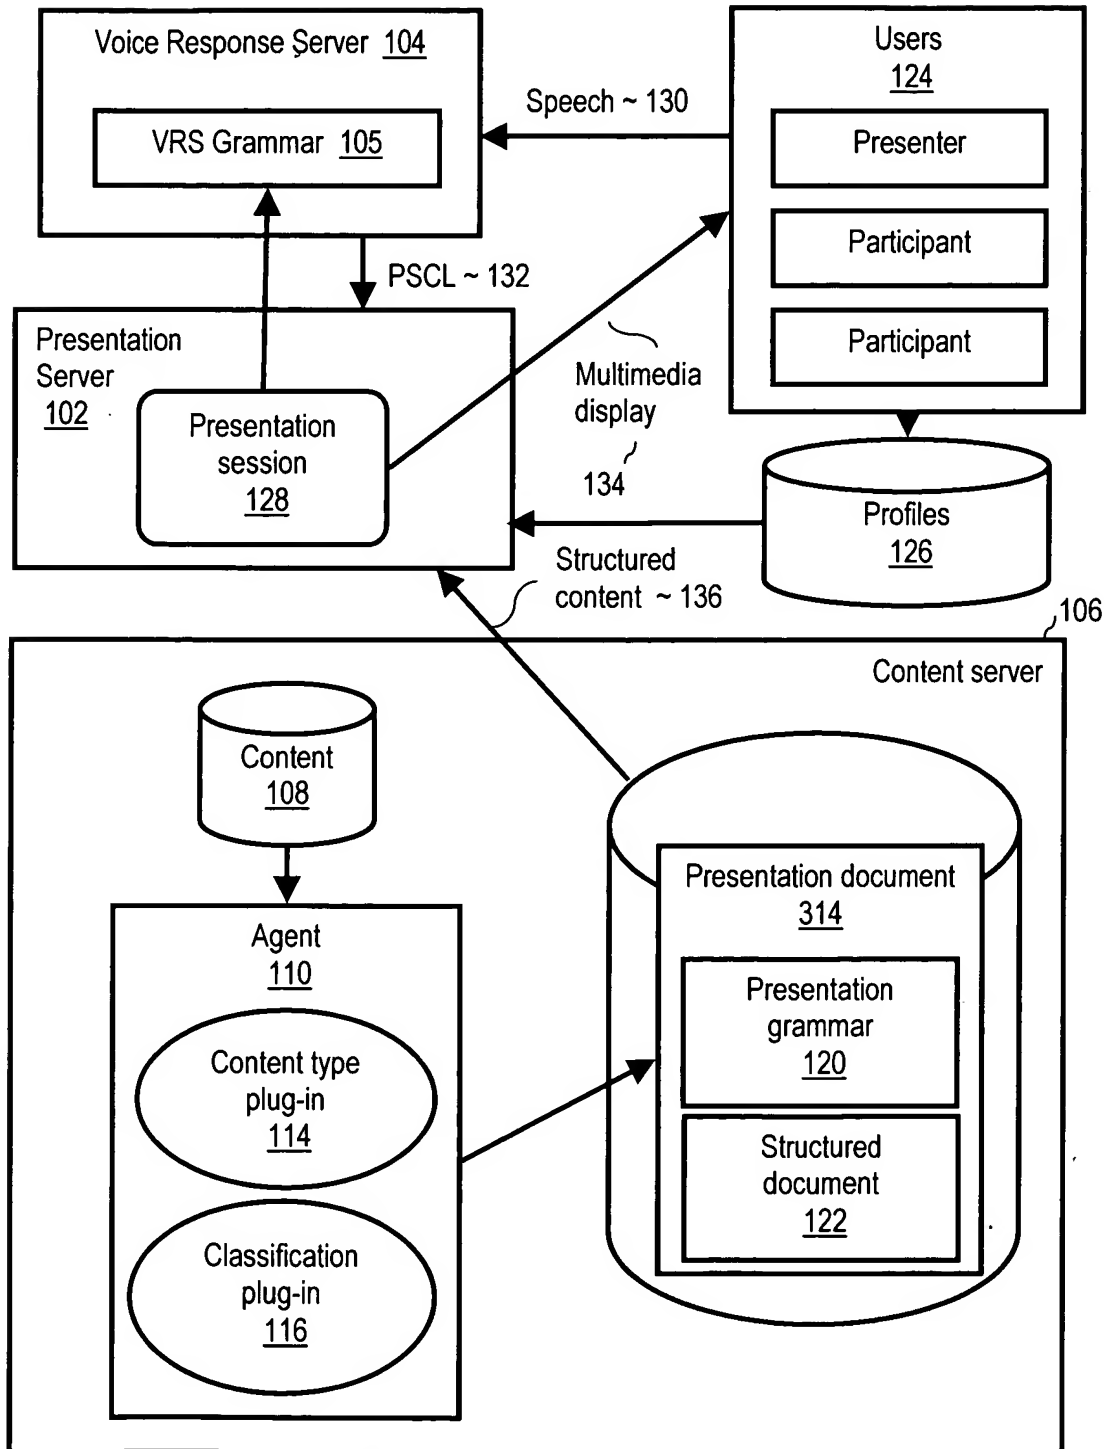 Voice Response Server 104
VRS Grammar 105
Speech ~ 130
Users
124
Presenter
Participant
Participant
PSCL ~ 132
Presentation
Server
102
Presentation
session
128
Multimedia
display
134
Profiles
126
Structured
content ~ 136
106
Content server
Content
108
Agent
110
Content type
plug-in
114
Classification
plug-in
116
Presentation document
314
Presentation
grammar
120
Structured
document
122